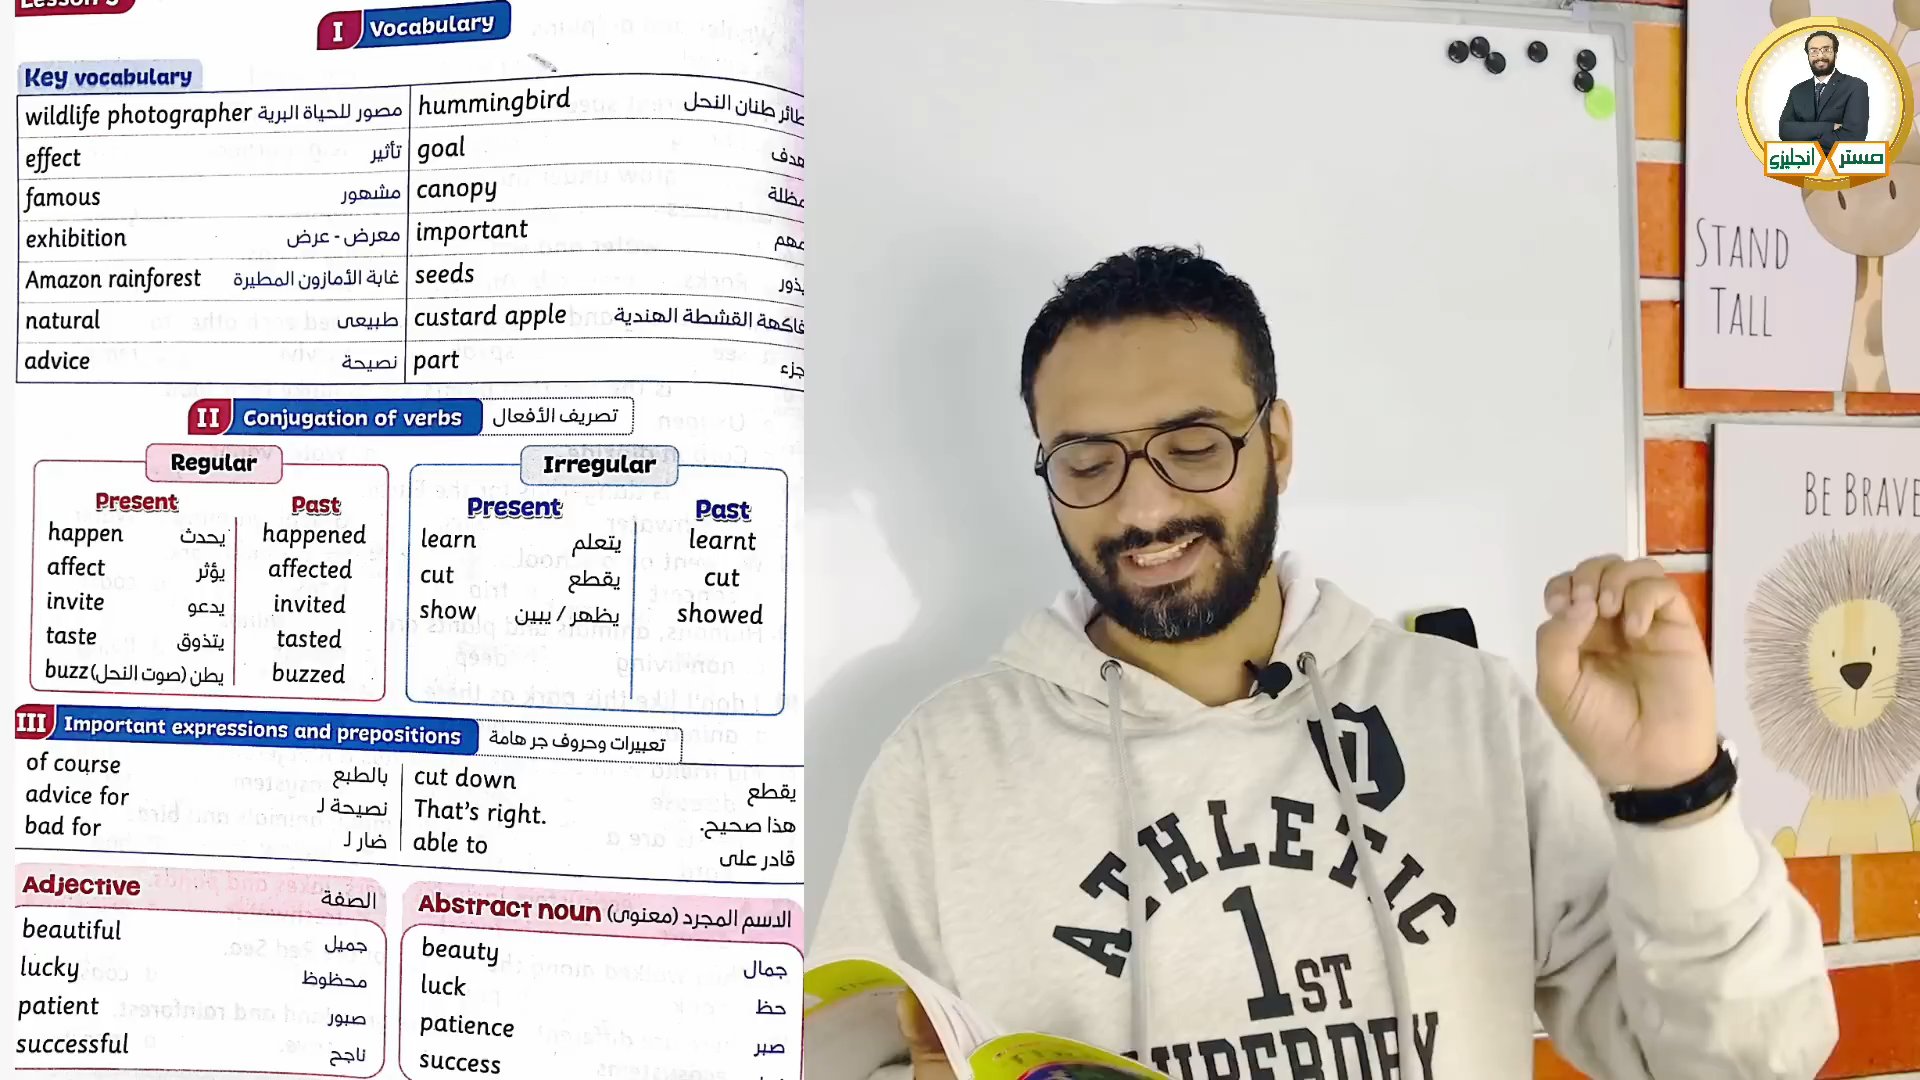 Lesson 3
I Vocabulary
Key vocabulary
wildlife photographer مصور للحياة البرية
effect تأثير
famous مشهور
exhibition معرض - عرض
Amazon rainforest غابة الأمازون المطيرة
natural طبيعى
advice نصيحة
hummingbird طائر طنان النحل
goal هدف
canopy مظلة
important مهم
seeds بذور
custard apple فاكهة القشطة الهندية
part جزء
II Conjugation of verbs تصريف الأفعال
Regular
Present Past
happen يحدث happened
affect يؤثر affected
invite يدعو invited
taste يتذوق tasted
buzz يطن (صوت النحل) buzzed
Irregular
Present Past
learn يتعلم learnt
cut يقطع cut
show يظهر / يبين showed
III Important expressions and prepositions تعبيرات وحروف جر هامة
of course بالطبع
advice for نصيحة لـ
bad for ضار لـ
cut down يقطع
That's right. هذا صحيح.
able to قادر على
Adjective الصفة
beautiful جميل
lucky محظوظ
patient صبور
successful ناجح
Abstract noun الاسم المجرد (معنوى)
beauty جمال
luck حظ
patience صبر
success
ATHLETIC
1ST
SUPERDRY
مستر X انجليزي
STAND
TALL
BE BRAVE